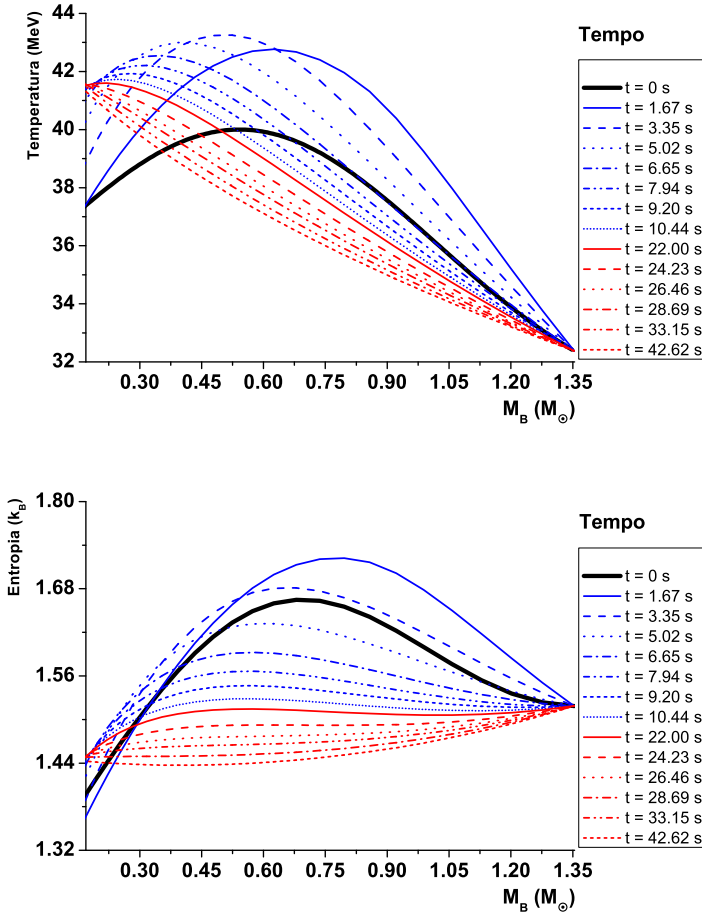 Temperatura (MeV)
44
42
40
38
36
34
32
0.30 0.45 0.60 0.75 0.90 1.05 1.20 1.35
M_B (M_⊙)
Tempo
t = 0 s
t = 1.67 s
t = 3.35 s
t = 5.02 s
t = 6.65 s
t = 7.94 s
t = 9.20 s
t = 10.44 s
t = 22.00 s
t = 24.23 s
t = 26.46 s
t = 28.69 s
t = 33.15 s
t = 42.62 s
Entropia (k_B)
1.80
1.68
1.56
1.44
1.32
0.30 0.45 0.60 0.75 0.90 1.05 1.20 1.35
M_B (M_⊙)
Tempo
t = 0 s
t = 1.67 s
t = 3.35 s
t = 5.02 s
t = 6.65 s
t = 7.94 s
t = 9.20 s
t = 10.44 s
t = 22.00 s
t = 24.23 s
t = 26.46 s
t = 28.69 s
t = 33.15 s
t = 42.62 s